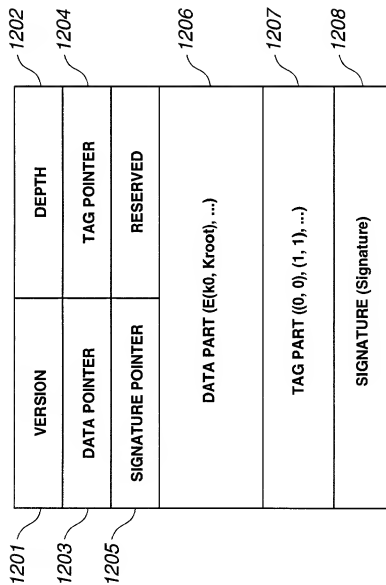 1202
1204
1206
1207
1208
VERSION DEPTH
DATA POINTER TAG POINTER
SIGNATURE POINTER RESERVED
DATA PART (E(k0, Kroot), ...)
TAG PART ((0, 0), (1, 1), ...)
SIGNATURE (Signature)
1201
1203
1205